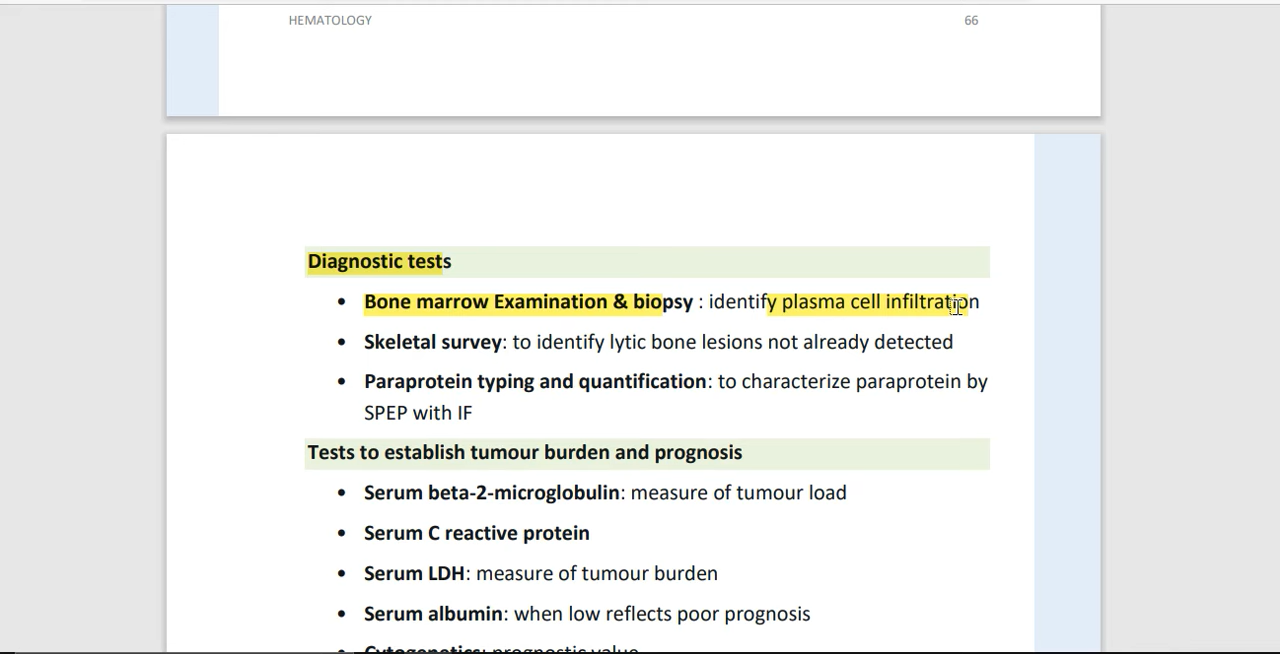 HEMATOLOGY 66
Diagnostic tests
• Bone marrow Examination & biopsy : identify plasma cell infiltration
• Skeletal survey: to identify lytic bone lesions not already detected
• Paraprotein typing and quantification: to characterize paraprotein by
SPEP with IF
Tests to establish tumour burden and prognosis
• Serum beta-2-microglobulin: measure of tumour load
• Serum C reactive protein
• Serum LDH: measure of tumour burden
• Serum albumin: when low reflects poor prognosis
• Cytogenetics: prognostic value